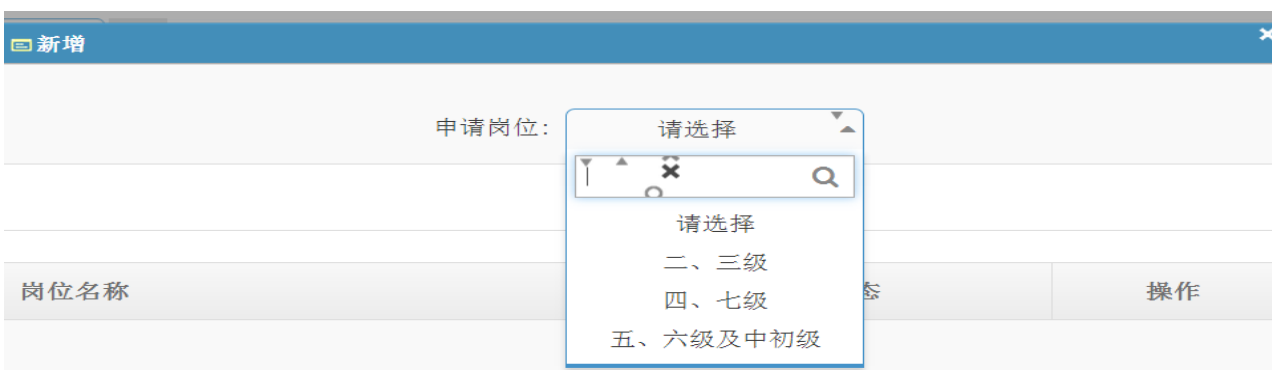 新增
申请岗位: 请选择
请选择
二、三级
岗位名称 操作
四、七级
五、六级及中初级